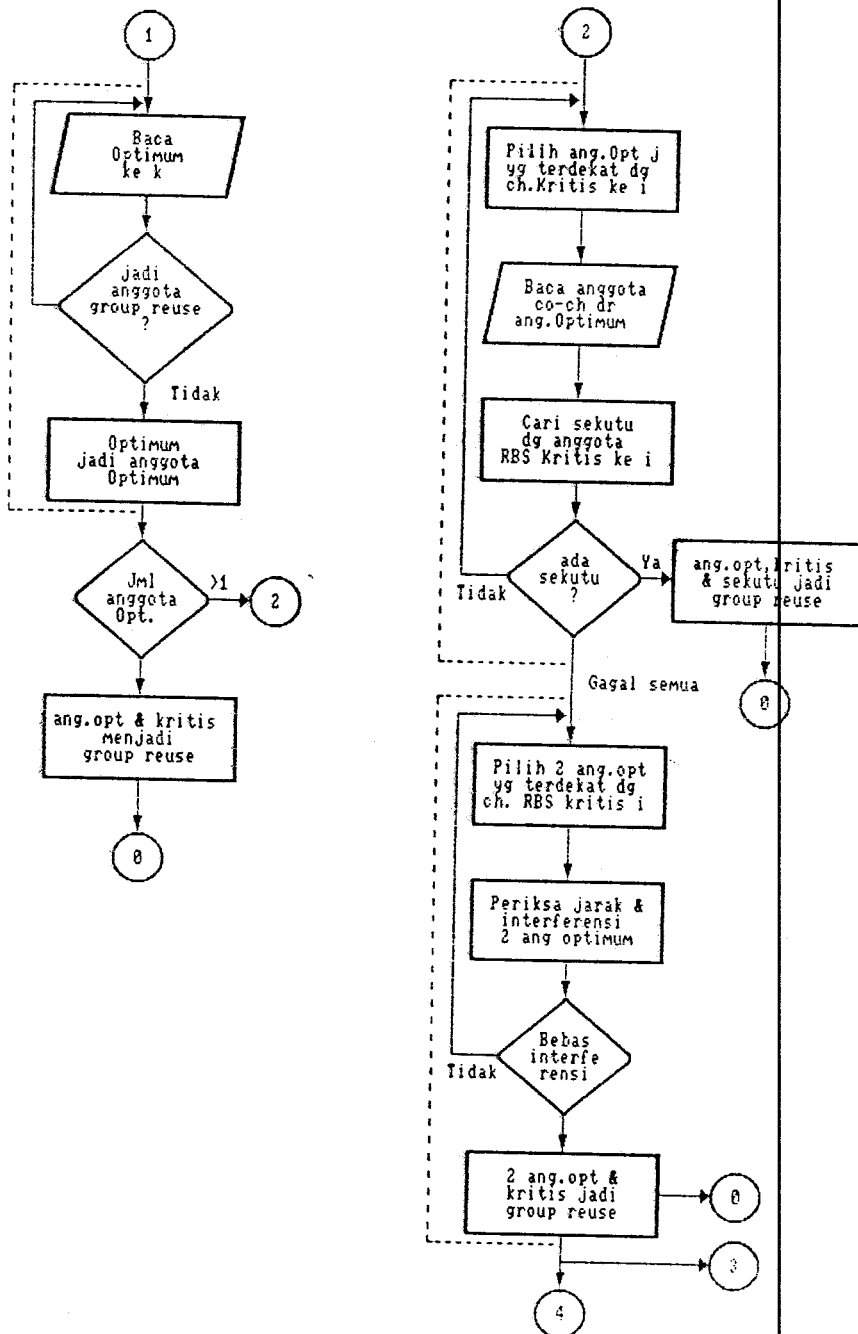 1
Baca
Optimum
ke k
jadi
anggota
group reuse
?
Tidak
Optimum
jadi anggota
Optimum
Jml
anggota
Opt.
>1
2
ang.opt & kritis
menjadi
group reuse
0
2
Pilih ang.Opt j
yg terdekat dg
ch.Kritis ke i
Baca anggota
co-ch dr
ang.Optimum
Cari sekutu
dg anggota
RBS Kritis ke i
ada
sekutu
?
Tidak
Ya
ang.opt,kritis
& sekutu jadi
group reuse
0
Gagal semua
Pilih 2 ang.opt
yg terdekat dg
ch. RBS kritis i
Periksa jarak &
interferensi
2 ang optimum
Bebas
interfe
rensi
Tidak
2 ang.opt &
kritis jadi
group reuse
0
3
4